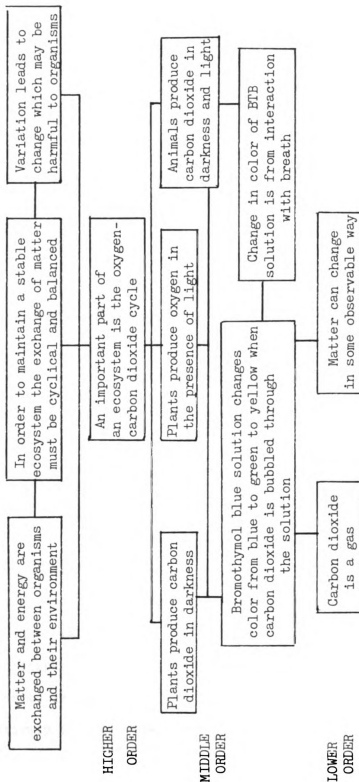 Matter and energy are
exchanged between organisms
and their environment
In order to maintain a stable
ecosystem the exchange of matter
must be cyclical and balanced
Variation leads to
change which may be
harmful to organisms
HIGHER
ORDER
An important part of
an ecosystem is the oxygen-
carbon dioxide cycle
MIDDLE
ORDER
Plants produce carbon
dioxide in darkness
Plants produce oxygen in
the presence of light
Animals produce
carbon dioxide in
darkness and light
Bromothymol blue solution changes
color from blue to green to yellow when
carbon dioxide is bubbled through
the solution
Change in color of BTB
solution is from interaction
with breath
LOWER
ORDER
Carbon dioxide
is a gas
Matter can change
in some observable way